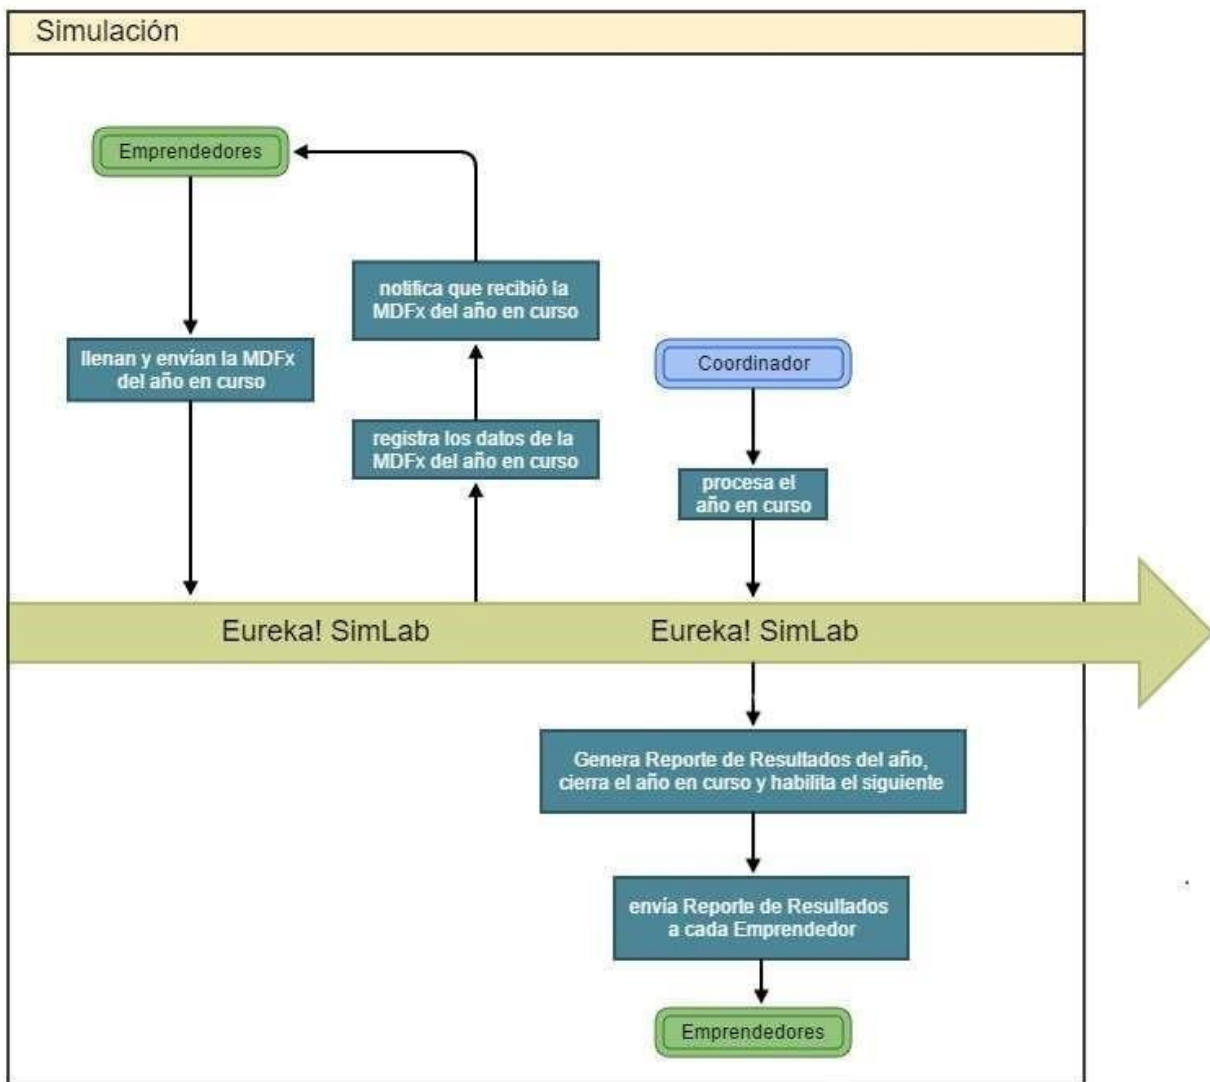 Simulación
Emprendedores
notifica que recibió la
MDFx del año en curso
llenan y envían la MDFx
del año en curso
Coordinador
registra los datos de la
MDFx del año en curso
procesa el
año en curso
Eureka! SimLab
Eureka! SimLab
Genera Reporte de Resultados del año,
cierra el año en curso y habilita el siguiente
envía Reporte de Resultados
a cada Emprendedor
Emprendedores